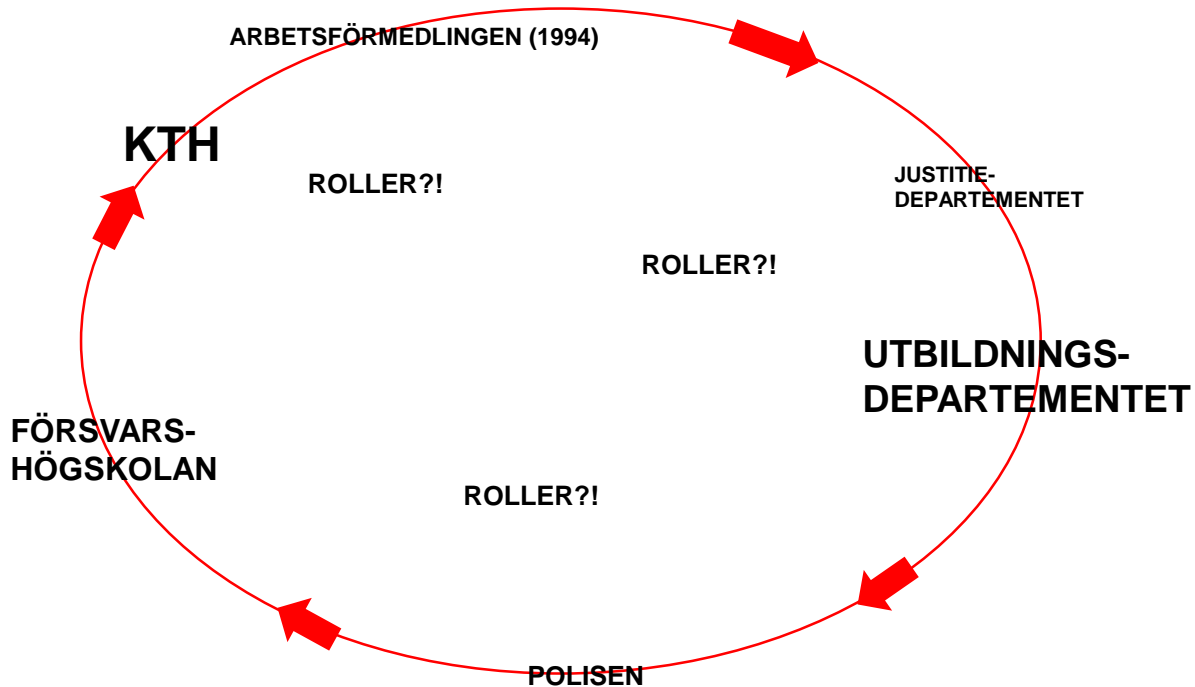 ARBETSFÖRMEDLINGEN (1994)
KTH
ROLLER?!
JUSTITIE-
DEPARTEMENTET
ROLLER?!
UTBILDNINGS-
DEPARTEMENTET
FÖRSVARS-
HÖGSKOLAN
ROLLER?!
POLISEN